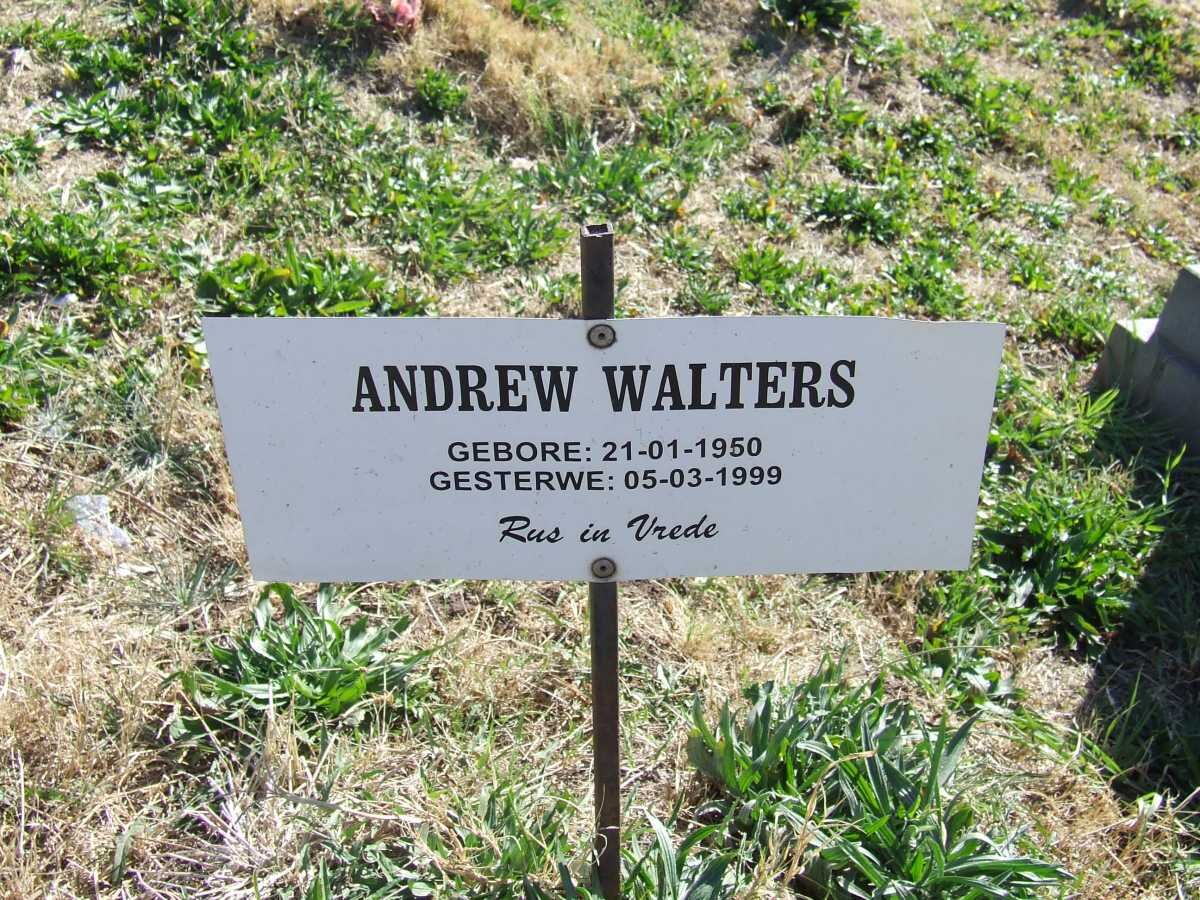 ANDREW WALTERS
GEBORE: 21-01-1950
GESTERWE: 05-03-1999
Rus in Vrede